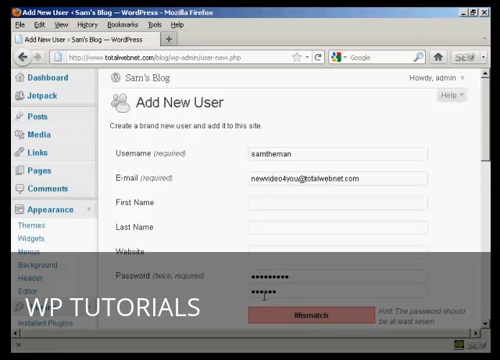 Add New User ‹ Sam's Blog — WordPress - Mozilla Firefox
File Edit View History Bookmarks Tools Help
Add New User ‹ Sam's Blog — WordPress
http://www.totalwebnet.com/blog/wp-admin/user-new.php
Google
SEO
Dashboard
Jetpack
Posts
Media
Links
Pages
Comments
Appearance
Themes
Widgets
Menus
Background
Header
Editor
Installed Plugins
Sam's Blog
Howdy, admin
Help
Add New User
Create a brand new user and add it to this site.
Username (required)
samtheman
E-mail (required)
newvideo4you@totalwebnet.com
First Name
Last Name
Website
Password (twice, required)
Mismatch
Hint: The password should
be at least seven
WP TUTORIALS